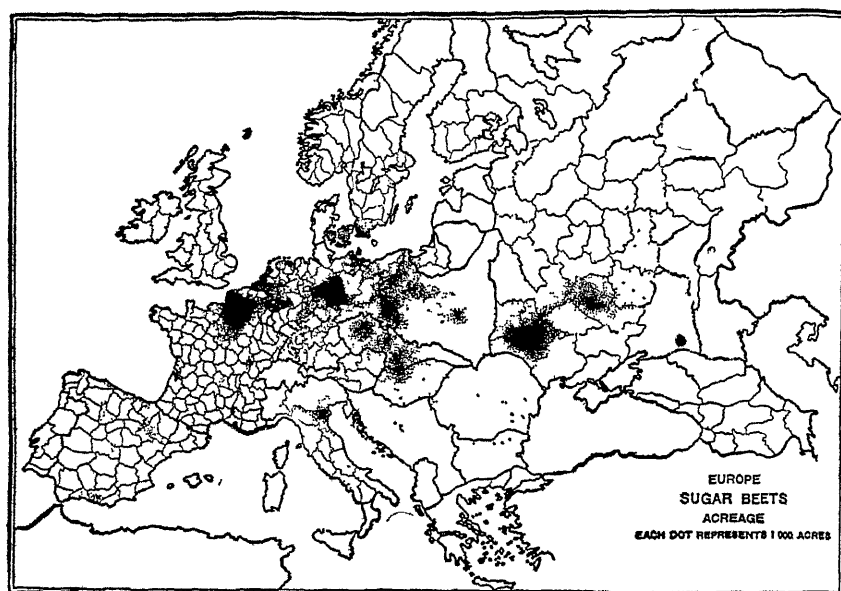 EUROPE
SUGAR BEETS
ACREAGE
EACH DOT REPRESENTS 1 000 ACRES